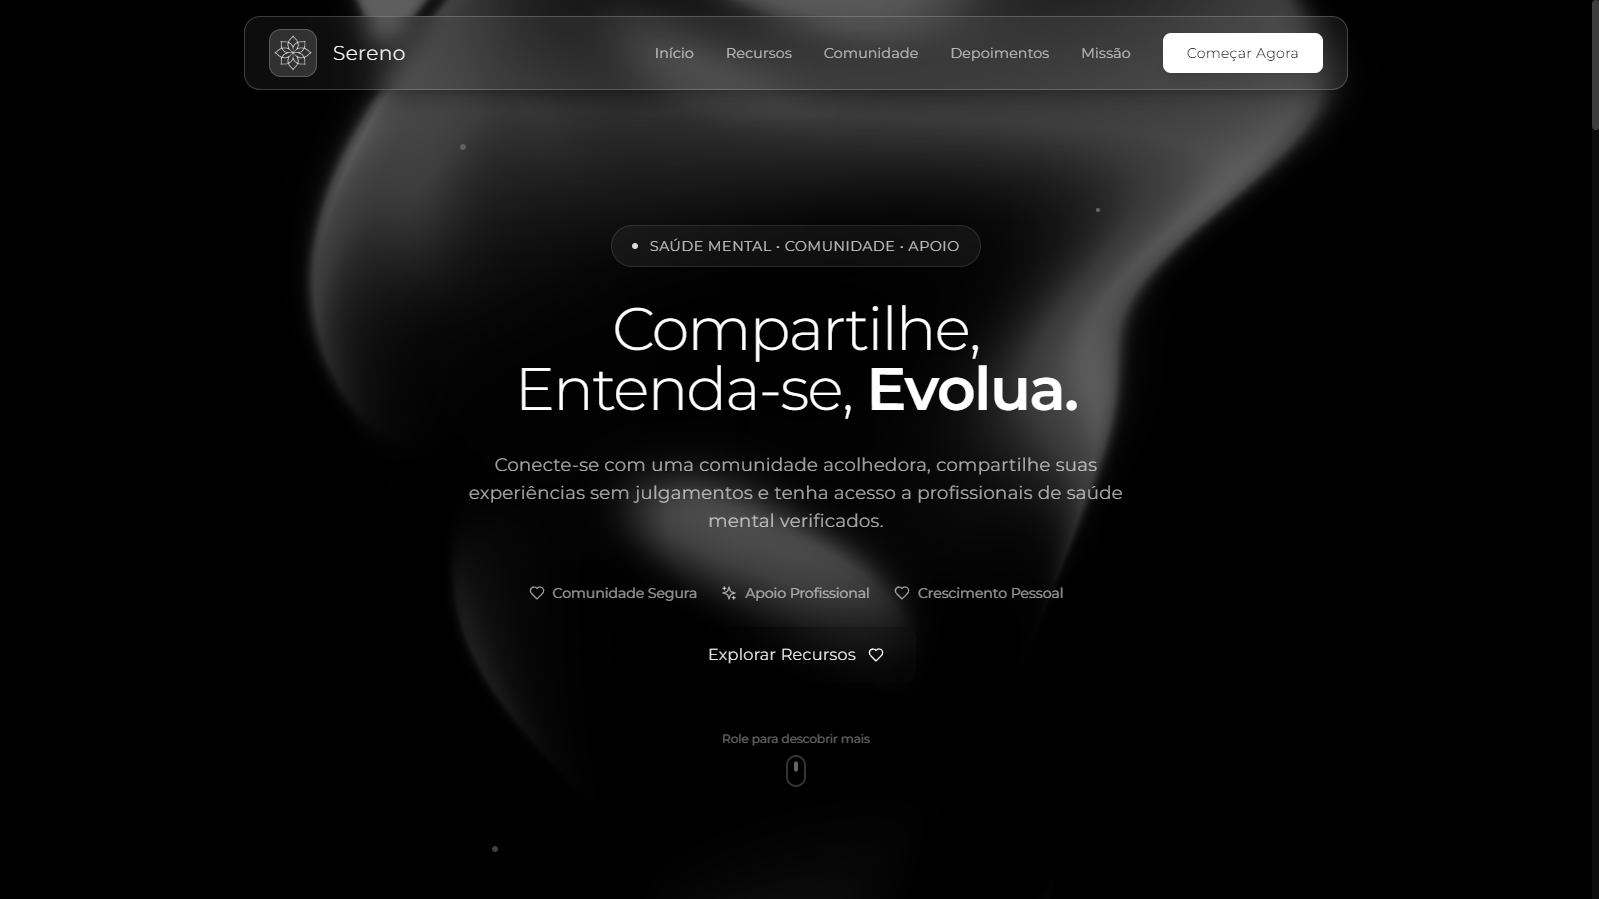 Sereno
Início
Recursos
Comunidade
Depoimentos
Missão
Começar Agora
SAÚDE MENTAL · COMUNIDADE · APOIO
Compartilhe,
Entenda-se, Evolua.
Conecte-se com uma comunidade acolhedora, compartilhe suas
experiências sem julgamentos e tenha acesso a profissionais de saúde
mental verificados.
Comunidade Segura
Apoio Profissional
Crescimento Pessoal
Explorar Recursos
Role para descobrir mais